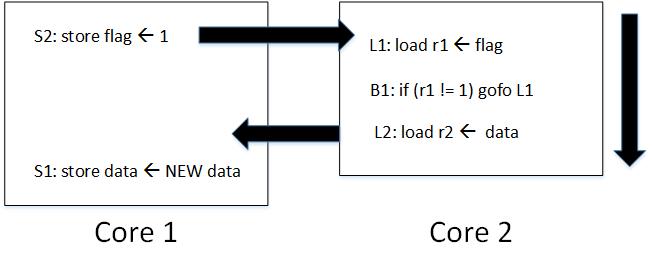 S2: store flag ← 1
L1: load r1 ← flag
B1: if (r1 != 1) gofo L1
L2: load r2 ← data
S1: store data ← NEW data
Core 1
Core 2